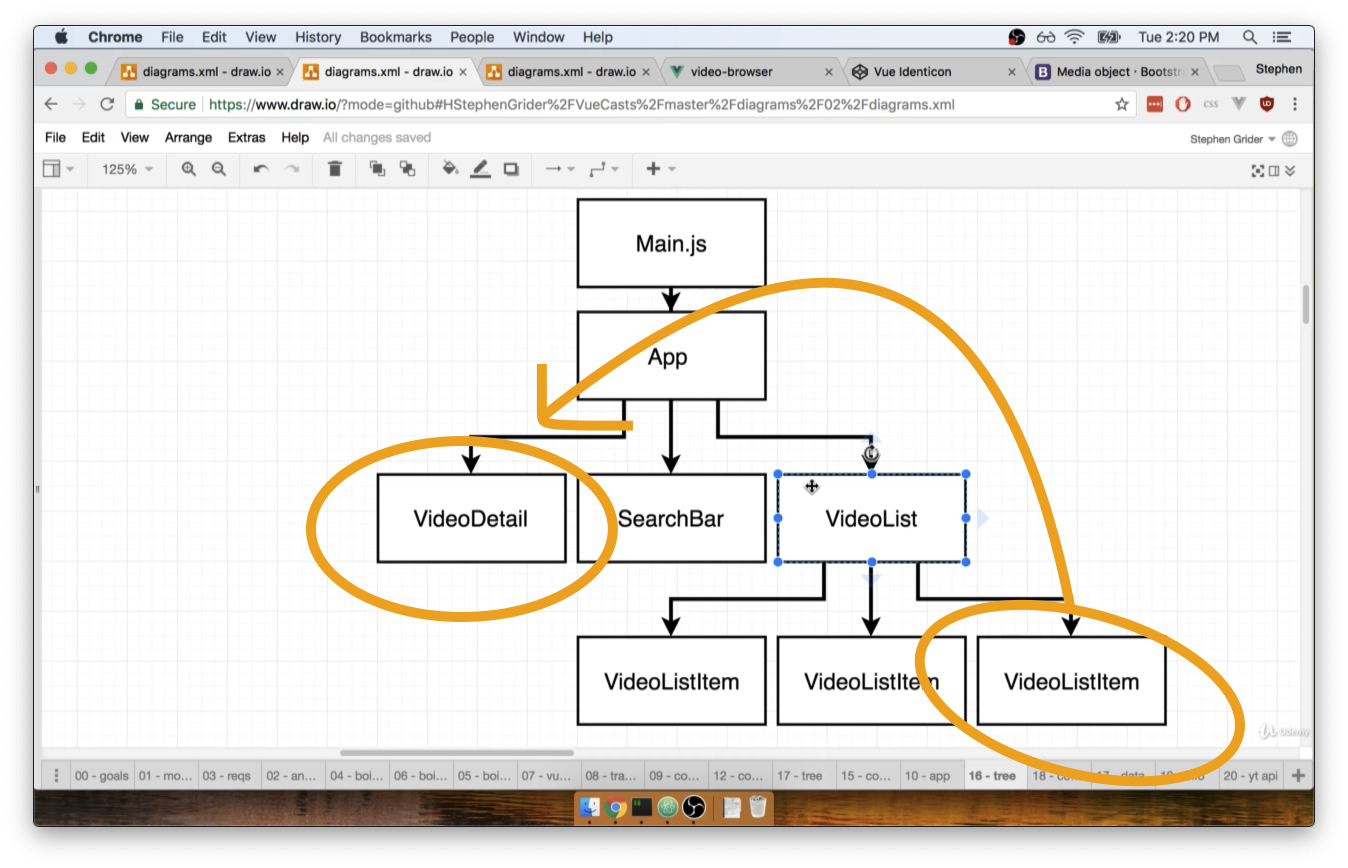 Chrome File Edit View History Bookmarks People Window Help Tue 2:20 PM
diagrams.xml - draw.io diagrams.xml - draw.io diagrams.xml - draw.io video-browser Vue Identicon Media object · Bootstr Stephen
Secure https://www.draw.io/?mode=github#HStephenGrider%2FVueCasts%2Fmaster%2Fdiagrams%2F02%2Fdiagrams.xml css
File Edit View Arrange Extras Help All changes saved Stephen Grider
125%
Main.js
App
VideoDetail SearchBar VideoList
VideoListItem VideoListItem VideoListItem
Udemy
00 - goals 01 - mo... 03 - reqs 02 - an... 04 - boi... 06 - boi... 05 - boi... 07 - vu... 08 - tra... 09 - co... 12 - co... 17 - tree 15 - co... 10 - app 16 - tree 20 - yt api